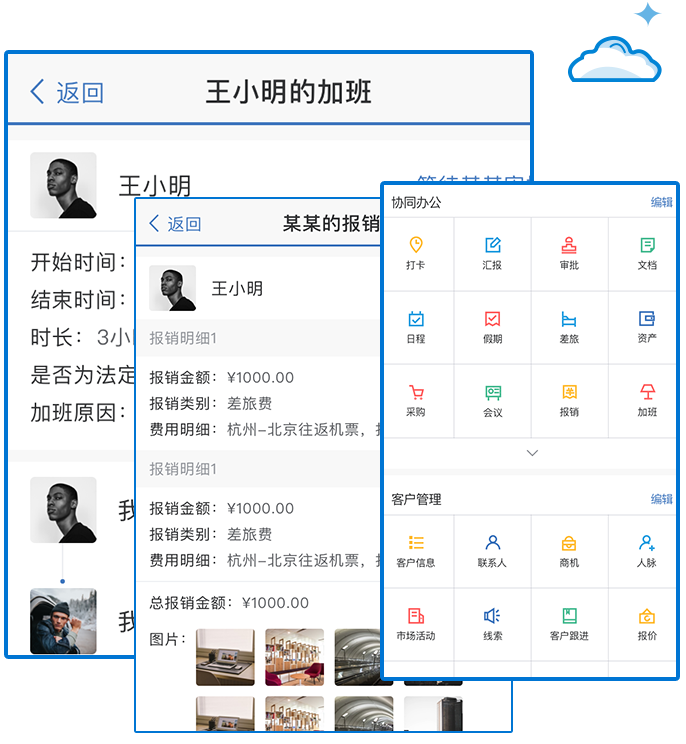 返回
王小明的加班
王小明
开始时间：
结束时间：
时长：3小
是否为法定
加班原因：
我
我
返回
某某的报销
王小明
报销明细1
报销金额：¥1000.00
报销类别：差旅费
费用明细：杭州-北京往返机票，
报销明细1
报销金额：¥1000.00
报销类别：差旅费
费用明细：杭州-北京往返机票，
总报销金额：¥1000.00
图片：
协同办公 编辑
打卡 汇报 审批 文档
日程 假期 差旅 资产
采购 会议 报销 加班
客户管理 编辑
客户信息 联系人 商机 人脉
市场活动 线索 客户跟进 报价